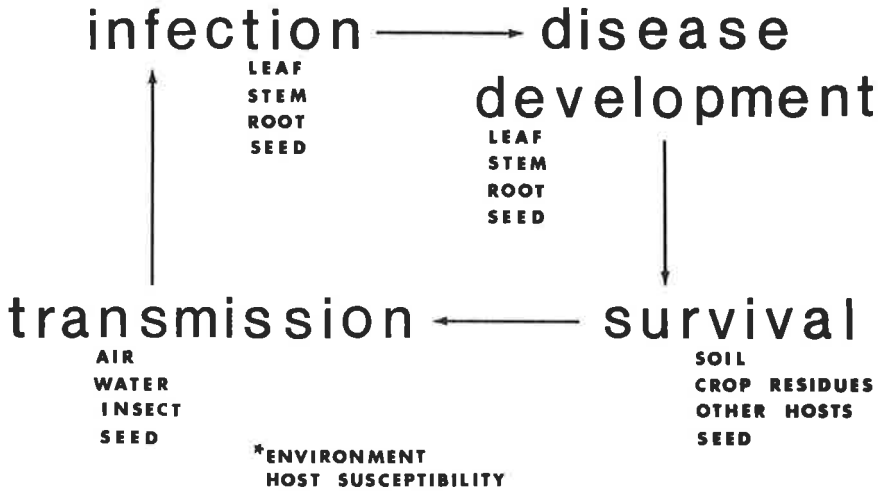 infection
LEAF
STEM
ROOT
SEED
disease
development
LEAF
STEM
ROOT
SEED
transmission
AIR
WATER
INSECT
SEED
survival
SOIL
CROP RESIDUES
OTHER HOSTS
SEED
*ENVIRONMENT
HOST SUSCEPTIBILITY